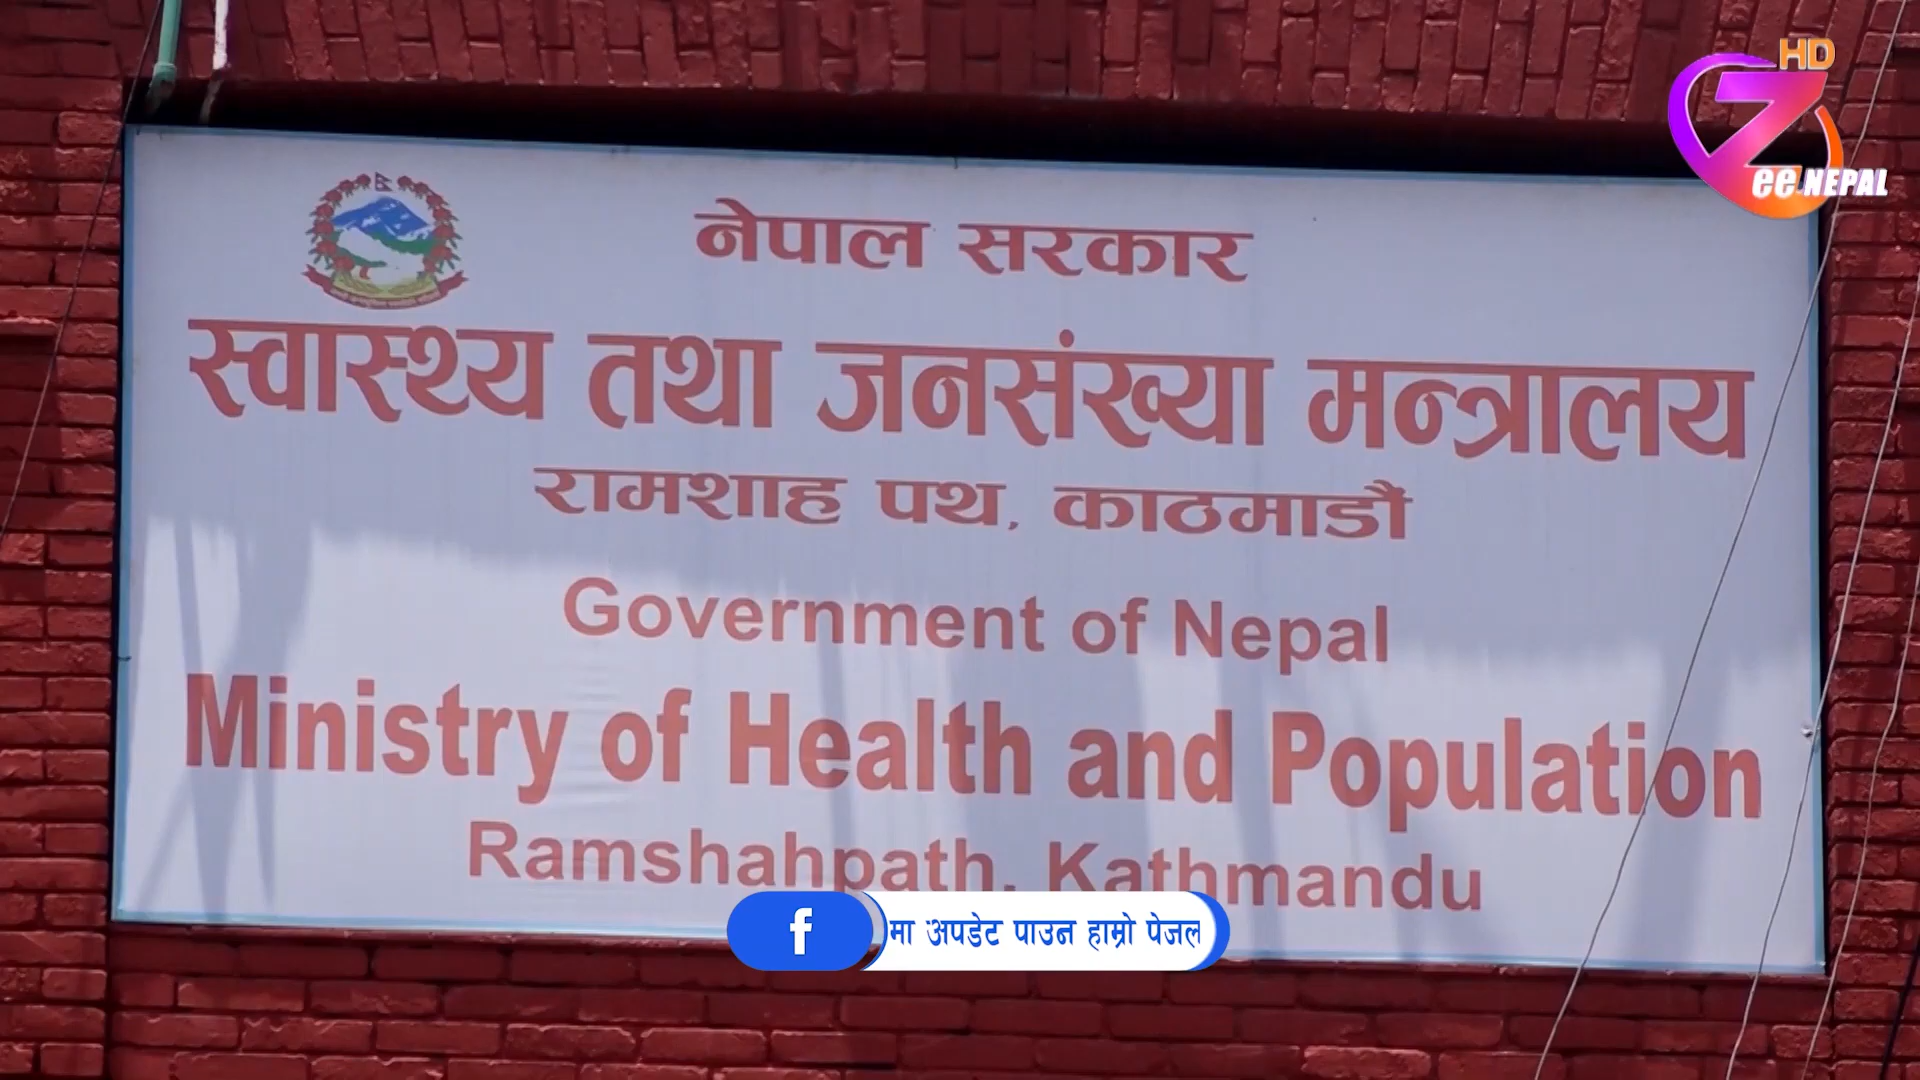 HD
Zee NEPAL
नेपाल सरकार
स्वास्थ्य तथा जनसंख्या मन्त्रालय
रामशाह पथ, काठमाडौं
Government of Nepal
Ministry of Health and Population
Ramshahpath, Kathmandu
f मा अपडेट पाउन हाम्रो पेजल